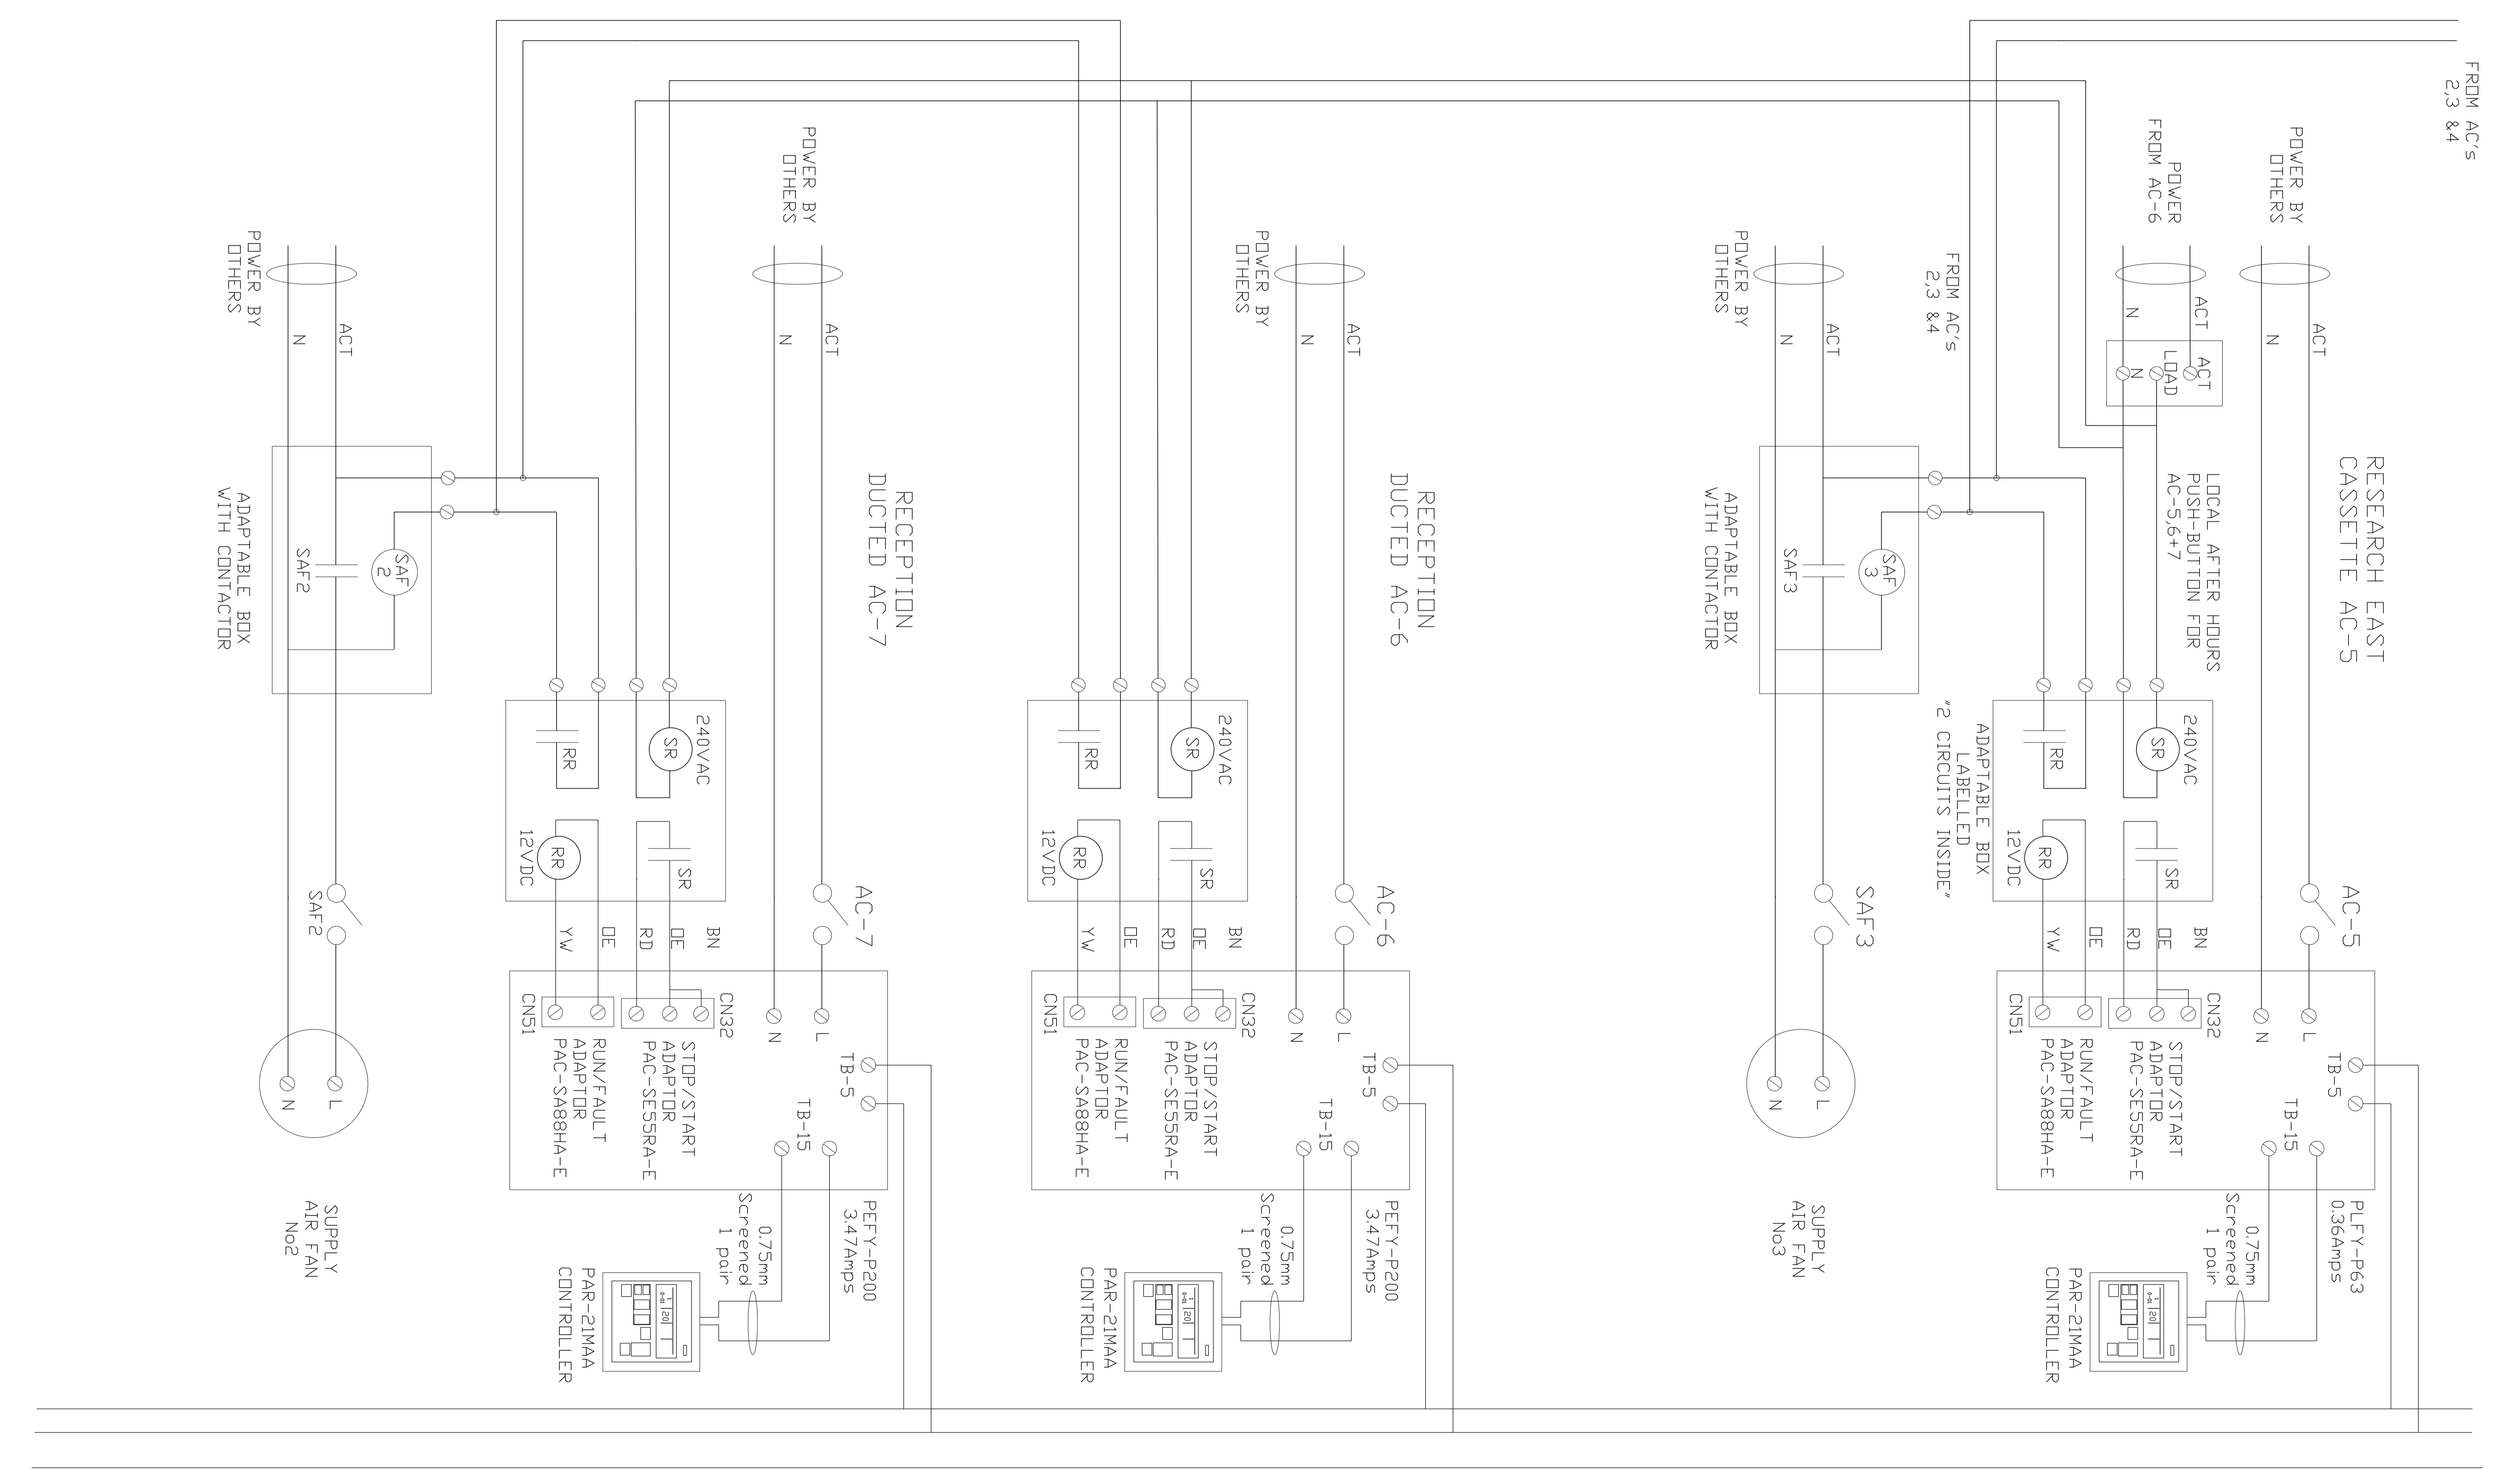 FROM AC's
2,3 &4
RESEARCH EAST
CASSETTE AC-5
POWER BY
OTHERS
ACT
N
AC-5
L
N
TB-5
TB-15
PLFY-P63
0.36Amps
0.75mm
Screened
1 pair
PAR-21MAA
CONTROLLER
POWER
FROM AC-6
ACT
N
ACT
LOAD
N
LOCAL AFTER HOURS
PUSH-BUTTON FOR
AC-5,6+7
240VAC
SR
SR
RR
RR
12VDC
BN
OE
RD
OE
YW
CN32
STOP/START
ADAPTOR
PAC-SE55RA-E
CN51
RUN/FAULT
ADAPTOR
PAC-SA88HA-E
ADAPTABLE BOX
LABELLED
"2 CIRCUITS INSIDE"
FROM AC's
2,3 &4
POWER BY
OTHERS
ACT
N
SAF
3
SAF3
ADAPTABLE BOX
WITH CONTACTOR
SAF3
L
N
SUPPLY
AIR FAN
No3
RECEPTION
DUCTED AC-6
POWER BY
OTHERS
ACT
N
AC-6
L
N
TB-5
TB-15
PEFY-P200
3.47Amps
0.75mm
Screened
1 pair
PAR-21MAA
CONTROLLER
240VAC
SR
SR
RR
RR
12VDC
BN
OE
RD
OE
YW
CN32
STOP/START
ADAPTOR
PAC-SE55RA-E
CN51
RUN/FAULT
ADAPTOR
PAC-SA88HA-E
RECEPTION
DUCTED AC-7
POWER BY
OTHERS
ACT
N
AC-7
L
N
TB-5
TB-15
PEFY-P200
3.47Amps
0.75mm
Screened
1 pair
PAR-21MAA
CONTROLLER
240VAC
SR
SR
RR
RR
12VDC
BN
OE
RD
OE
YW
CN32
STOP/START
ADAPTOR
PAC-SE55RA-E
CN51
RUN/FAULT
ADAPTOR
PAC-SA88HA-E
POWER BY
OTHERS
ACT
N
SAF
2
SAF2
ADAPTABLE BOX
WITH CONTACTOR
SAF2
L
N
SUPPLY
AIR FAN
No2